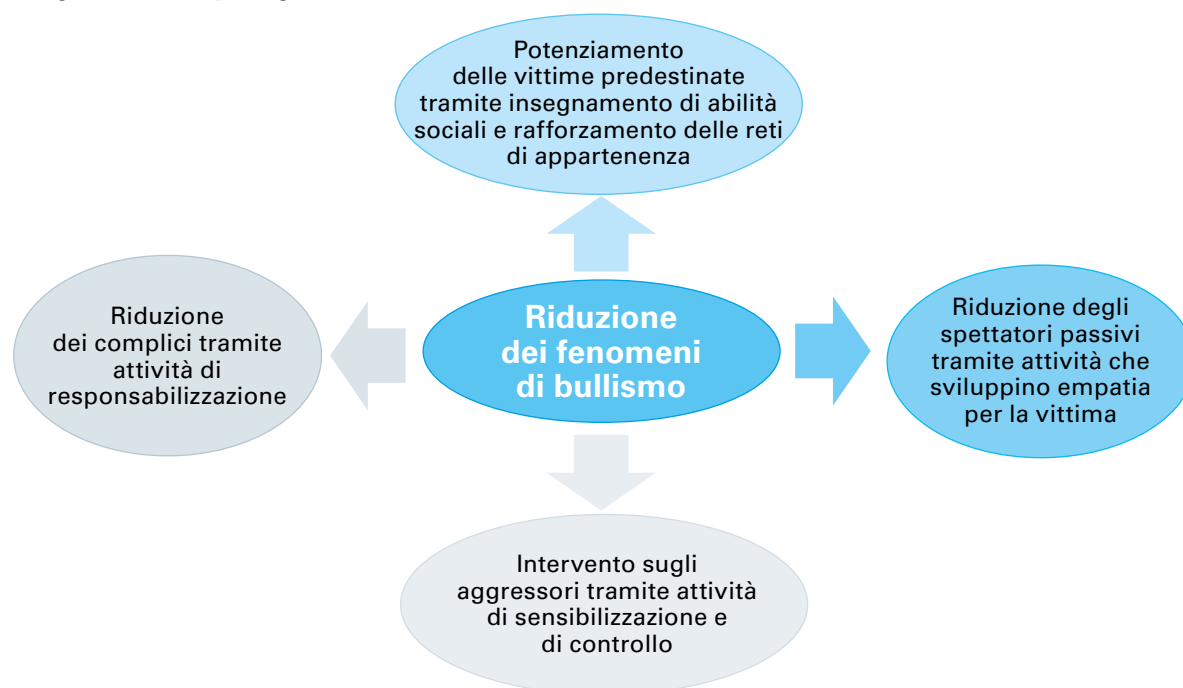 Potenziamento
delle vittime predestinate
tramite insegnamento di abilità
sociali e rafforzamento delle reti
di appartenenza
Riduzione
dei complici tramite
attività di
responsabilizzazione
Riduzione
dei fenomeni
di bullismo
Riduzione degli
spettatori passivi
tramite attività che
sviluppino empatia
per la vittima
Intervento sugli
aggressori tramite attività
di sensibilizzazione e
di controllo